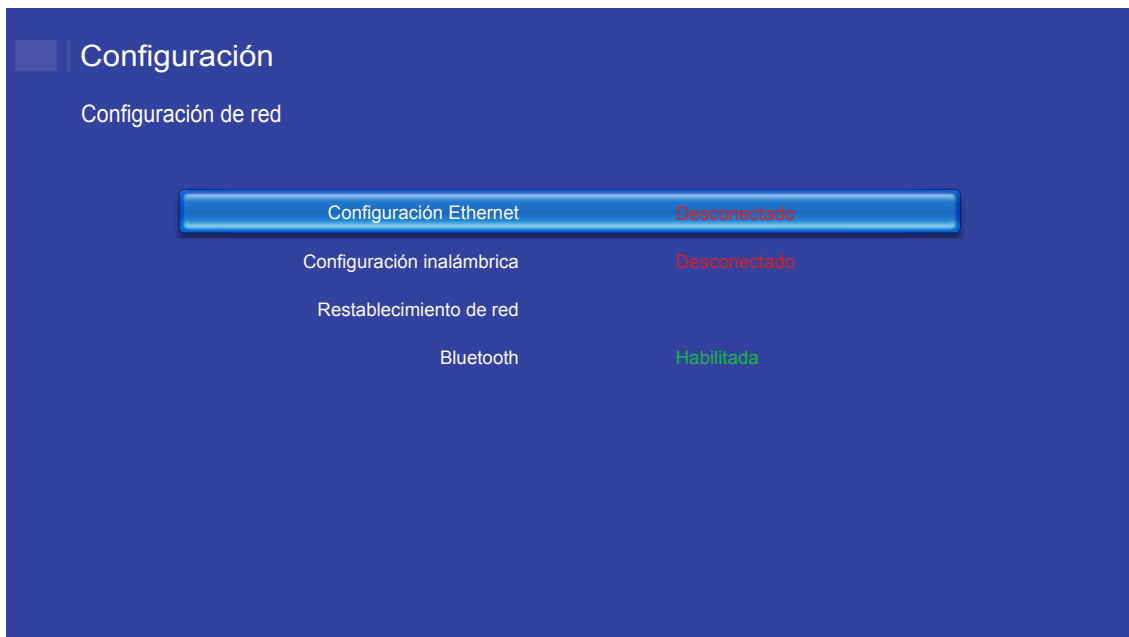 Configuración
Configuración de red
Configuración Ethernet Desconectado
Configuración inalámbrica Desconectado
Restablecimiento de red
Bluetooth Habilitada